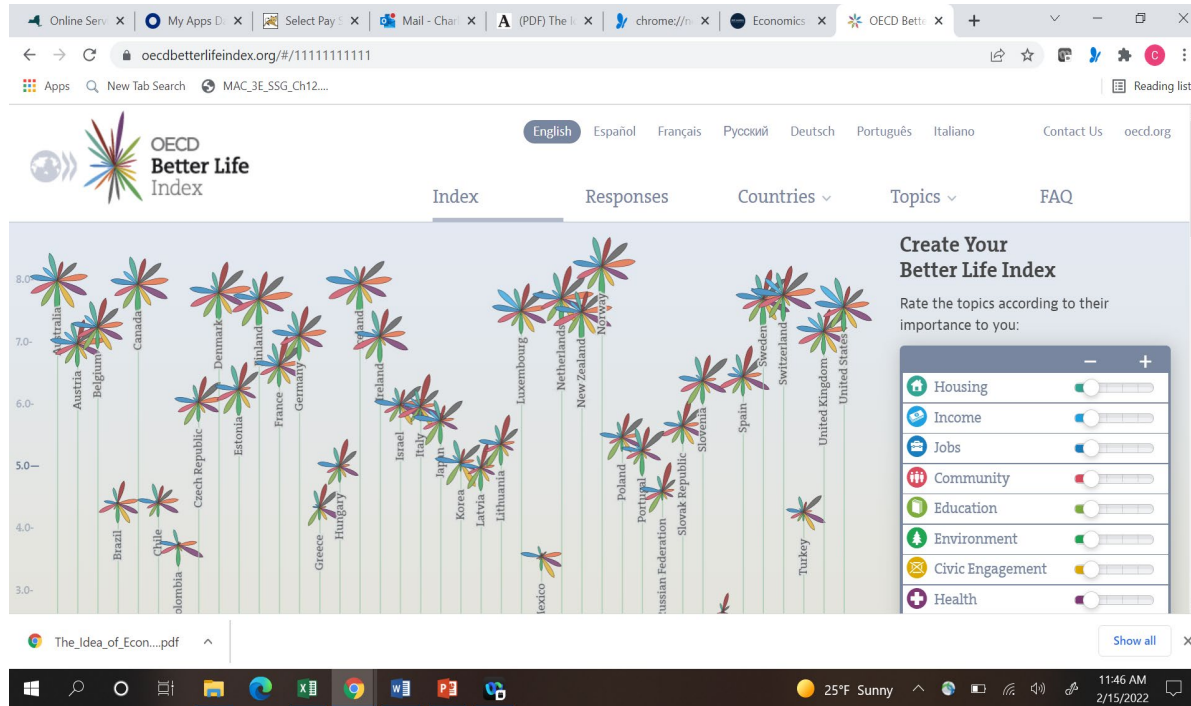 Online Serv
My Apps D
Select Pay S
Mail - Char
(PDF) The I
chrome://n
Economics
OECD Bette
oecdbetterlifeindex.org/#/11111111111
C
Apps
New Tab Search
MAC_3E_SSG_Ch12....
Reading list
OECD
Better Life
Index
English Español Français Русский Deutsch Português Italiano
Contact Us oecd.org
Index Responses Countries Topics FAQ
8.0-
7.0-
6.0-
5.0-
4.0-
3.0-
Australia
Austria
Belgium
Brazil
Canada
Chile
olombia
Czech Republic
Denmark
Estonia
Finland
France
Germany
Greece
Hungary
eland
Ireland
Israel
Italy
Japan
Korea
Latvia
Lithuania
Luxembourg
exico
Netherlands
New Zealand
Norway
Poland
Portugal
ussian Federation
Slovak Republic
Slovenia
Spain
Sweden
Switzerland
Turkey
United Kingdom
United States
Create Your
Better Life Index
Rate the topics according to their
importance to you:
− +
Housing
Income
Jobs
Community
Education
Environment
Civic Engagement
Health
The_Idea_of_Econ....pdf
Show all
25°F Sunny
11:46 AM
2/15/2022